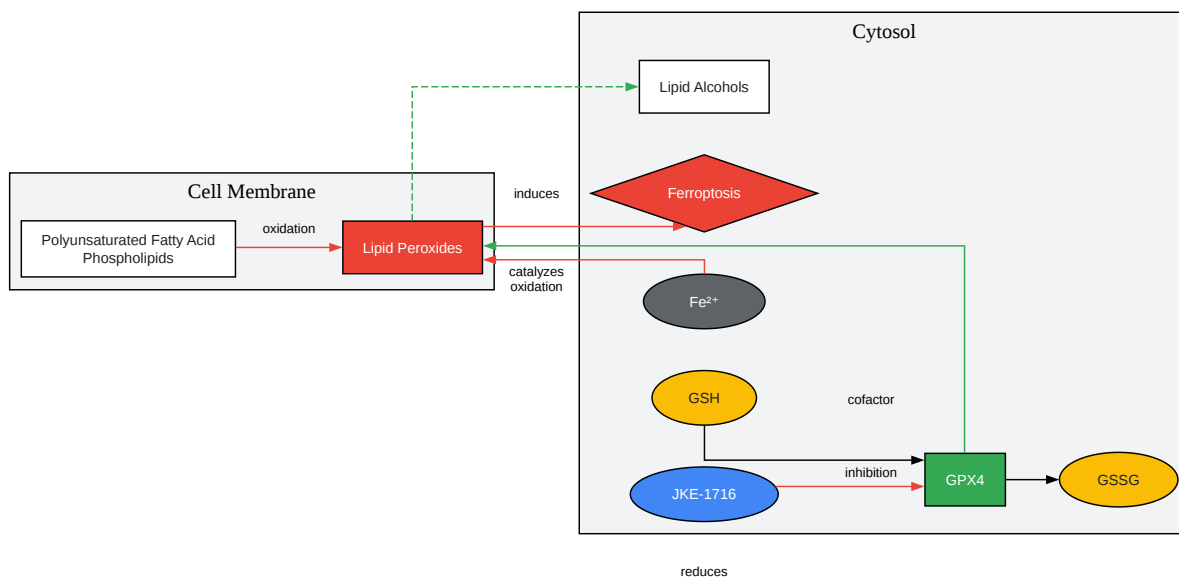 Cytosol
Lipid Alcohols
Cell Membrane
induces
Ferroptosis
oxidation
Polyunsaturated Fatty Acid
Phospholipids
Lipid Peroxides
catalyzes
oxidation
Fe²⁺
GSH
cofactor
inhibition
JKE-1716
GPX4
GSSG
reduces